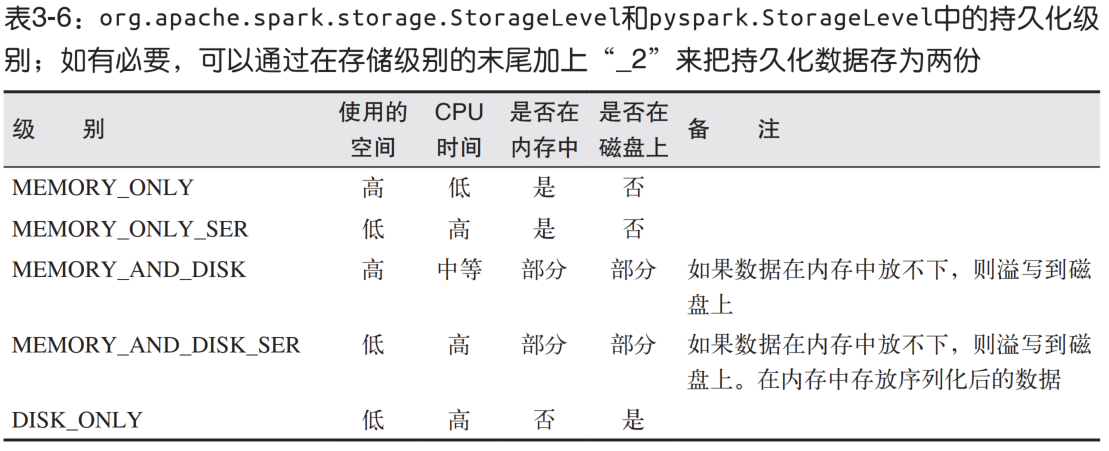 表3-6：org.apache.spark.storage.StorageLevel和pyspark.StorageLevel中的持久化级
别；如有必要，可以通过在存储级别的末尾加上“_2”来把持久化数据存为两份
级 别 使用的空间 CPU时间 是否在内存中 是否在磁盘上 备 注
MEMORY_ONLY 高 低 是 否
MEMORY_ONLY_SER 低 高 是 否
MEMORY_AND_DISK 高 中等 部分 部分 如果数据在内存中放不下，则溢写到磁
盘上
MEMORY_AND_DISK_SER 低 高 部分 部分 如果数据在内存中放不下，则溢写到磁
盘上。在内存中存放序列化后的数据
DISK_ONLY 低 高 否 是